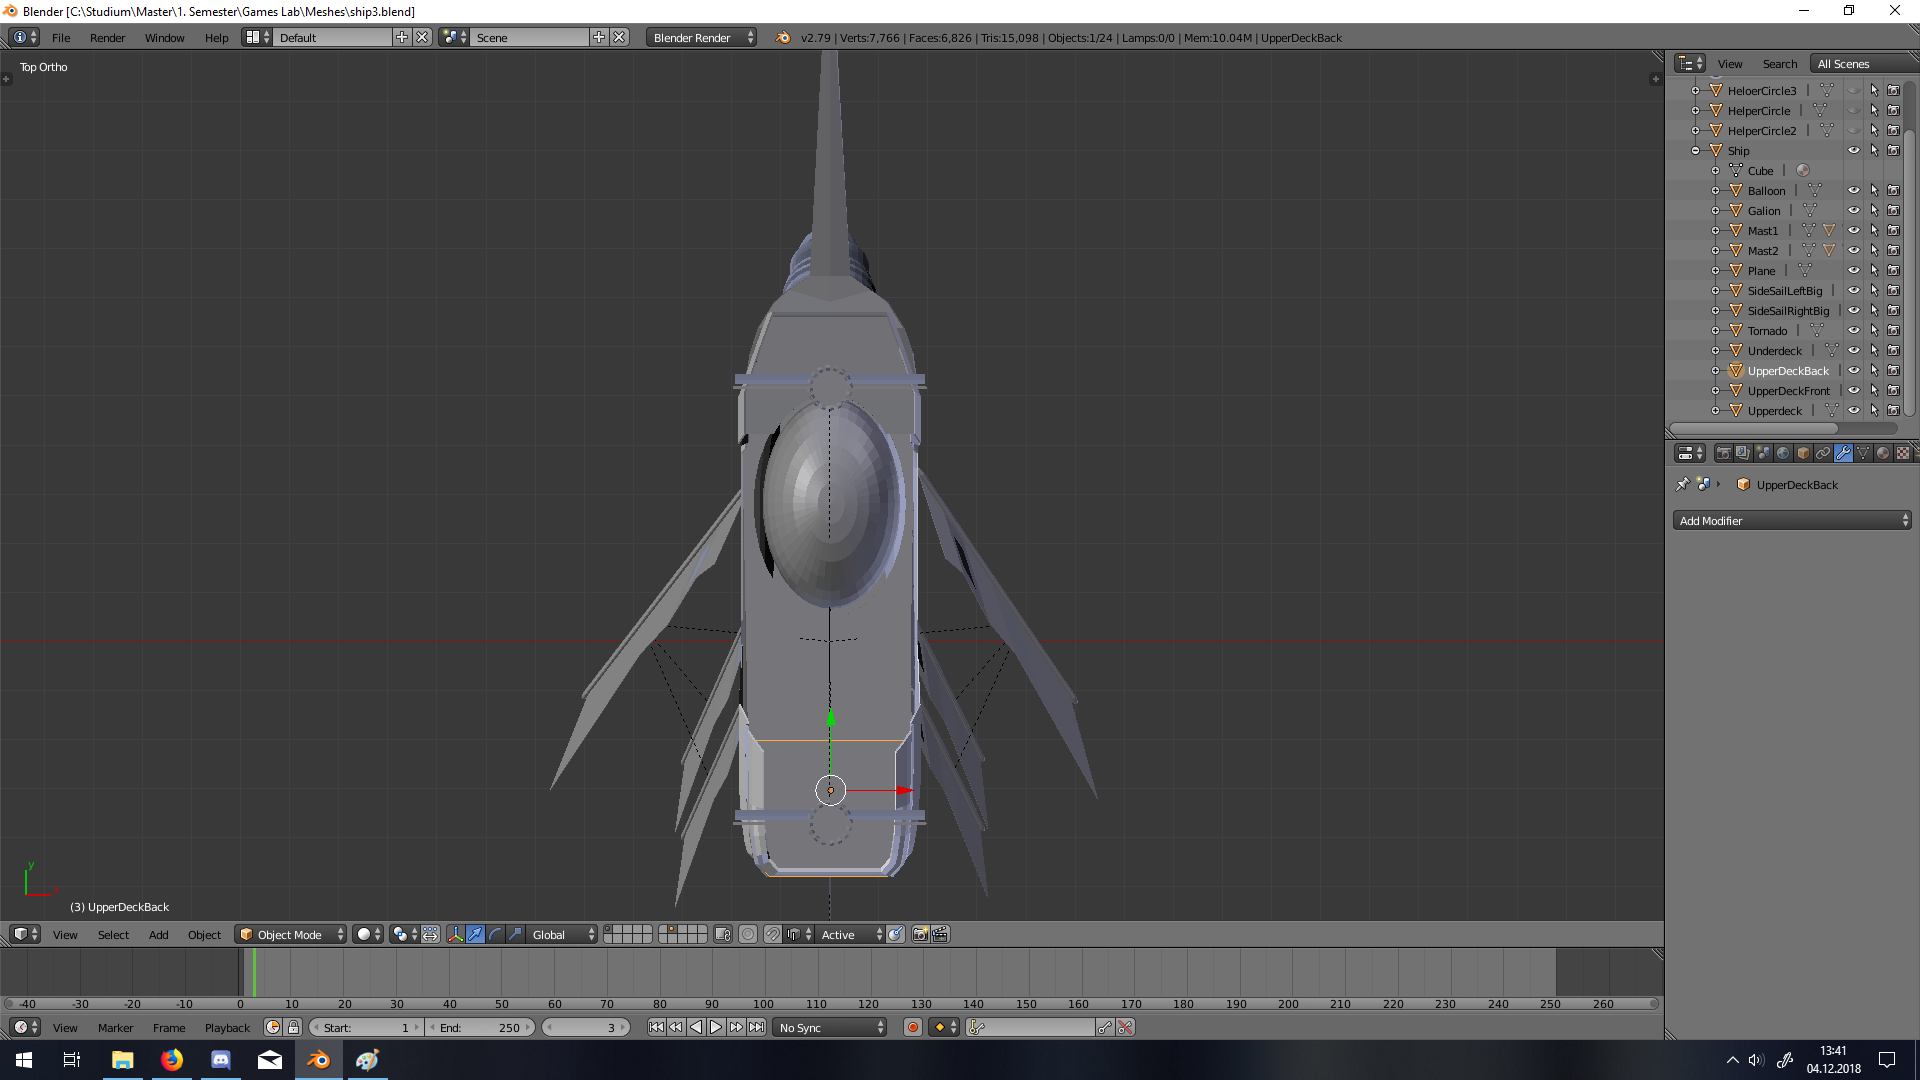 Blender [C:\Studium\Master\1. Semester\Games Lab\Meshes\ship3.blend]
File Render Window Help Default Scene Blender Render v2.79 | Verts:7,766 | Faces:6,826 | Tris:15,098 | Objects:1/24 | Lamps:0/0 | Mem:10.04M | UpperDeckBack
Top Ortho
View Search All Scenes
HeloerCircle3
HelperCircle
HelperCircle2
Ship
Cube
Balloon
Galion
Mast1
Mast2
Plane
SideSailLeftBig
SideSailRightBig
Tornado
Underdeck
UpperDeckBack
UpperDeckFront
Upperdeck
UpperDeckBack
Add Modifier
y
x
(3) UpperDeckBack
View Select Add Object Object Mode Global Active
-40 -30 -20 -10 0 10 20 30 40 50 60 70 80 90 100 110 120 130 140 150 160 170 180 190 200 210 220 230 240 250 260
View Marker Frame Playback Start: 1 End: 250 3 No Sync
13:41
04.12.2018